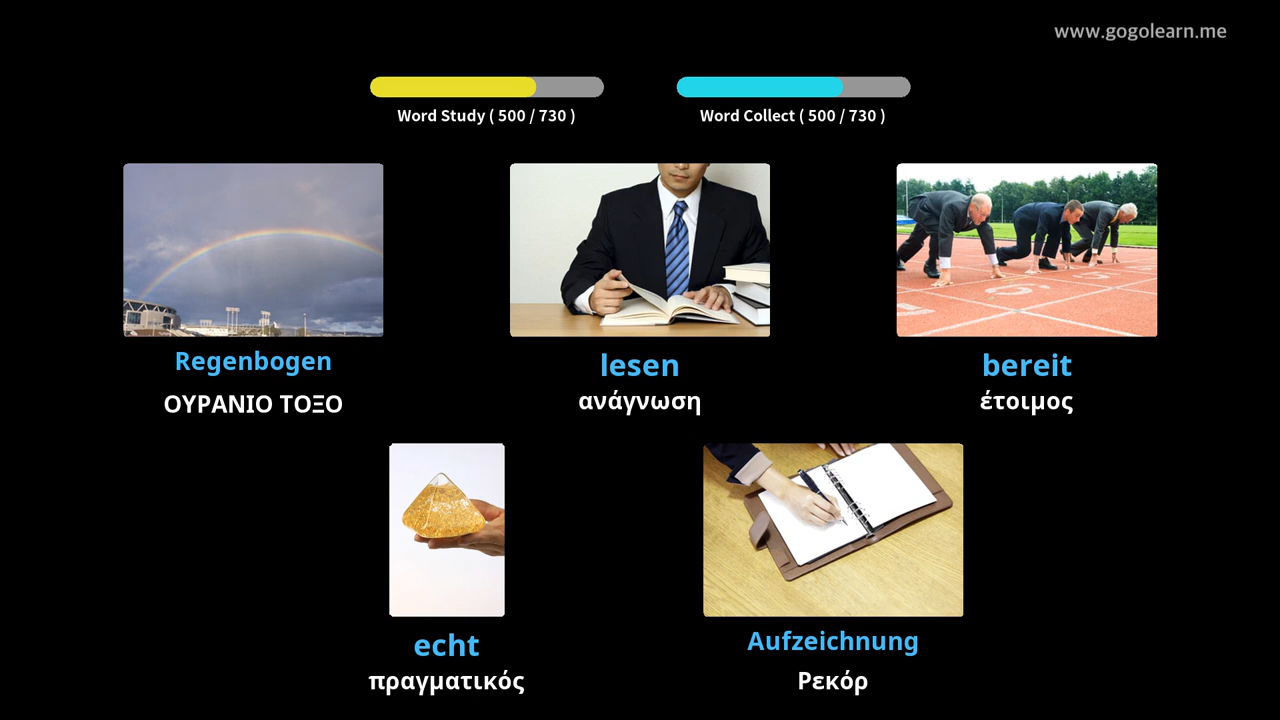 www.gogolearn.me
Word Study ( 500 / 730 )
Word Collect ( 500 / 730 )
Regenbogen
ΟΥΡΑΝΙΟ ΤΟΞΟ
lesen
ανάγνωση
bereit
έτοιμος
echt
πραγματικός
Aufzeichnung
Ρεκόρ